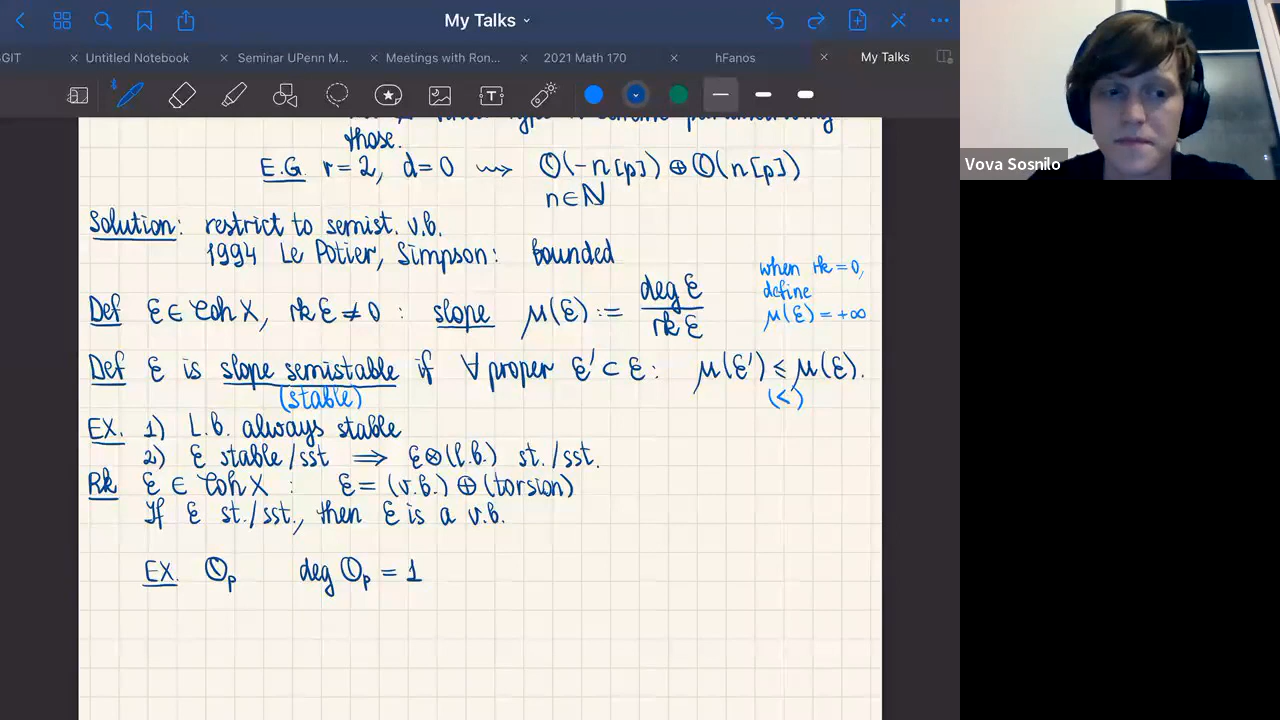 My Talks
GIT
Untitled Notebook
Seminar UPenn M...
Meetings with Ron...
2021 Math 170
hFanos
My Talks
Vova Sosnilo
those.
E.G. r=2, d=0 ⇝ O(-n[p]) ⊕ O(n[p])
n∈ℕ
Solution: restrict to semist. v.b.
1994 Le Potier, Simpson: bounded
Def ℰ ∈ Coh X, rk ℰ ≠ 0 : slope μ(ℰ) := deg ℰ / rk ℰ
when rk = 0,
define
μ(ℰ) = +∞
Def ℰ is slope semistable if ∀ proper ℰ' ⊂ ℰ : μ(ℰ') ⩽ μ(ℰ).
(stable) (<)
EX. 1) L.b. always stable
2) ℰ stable/sst ⟹ ℰ⊗(l.b.) st./sst.
Rk ℰ ∈ Coh X : ℰ = (v.b.) ⊕ (torsion)
If ℰ st./sst., then ℰ is a v.b.
EX. O_p deg O_p = 1